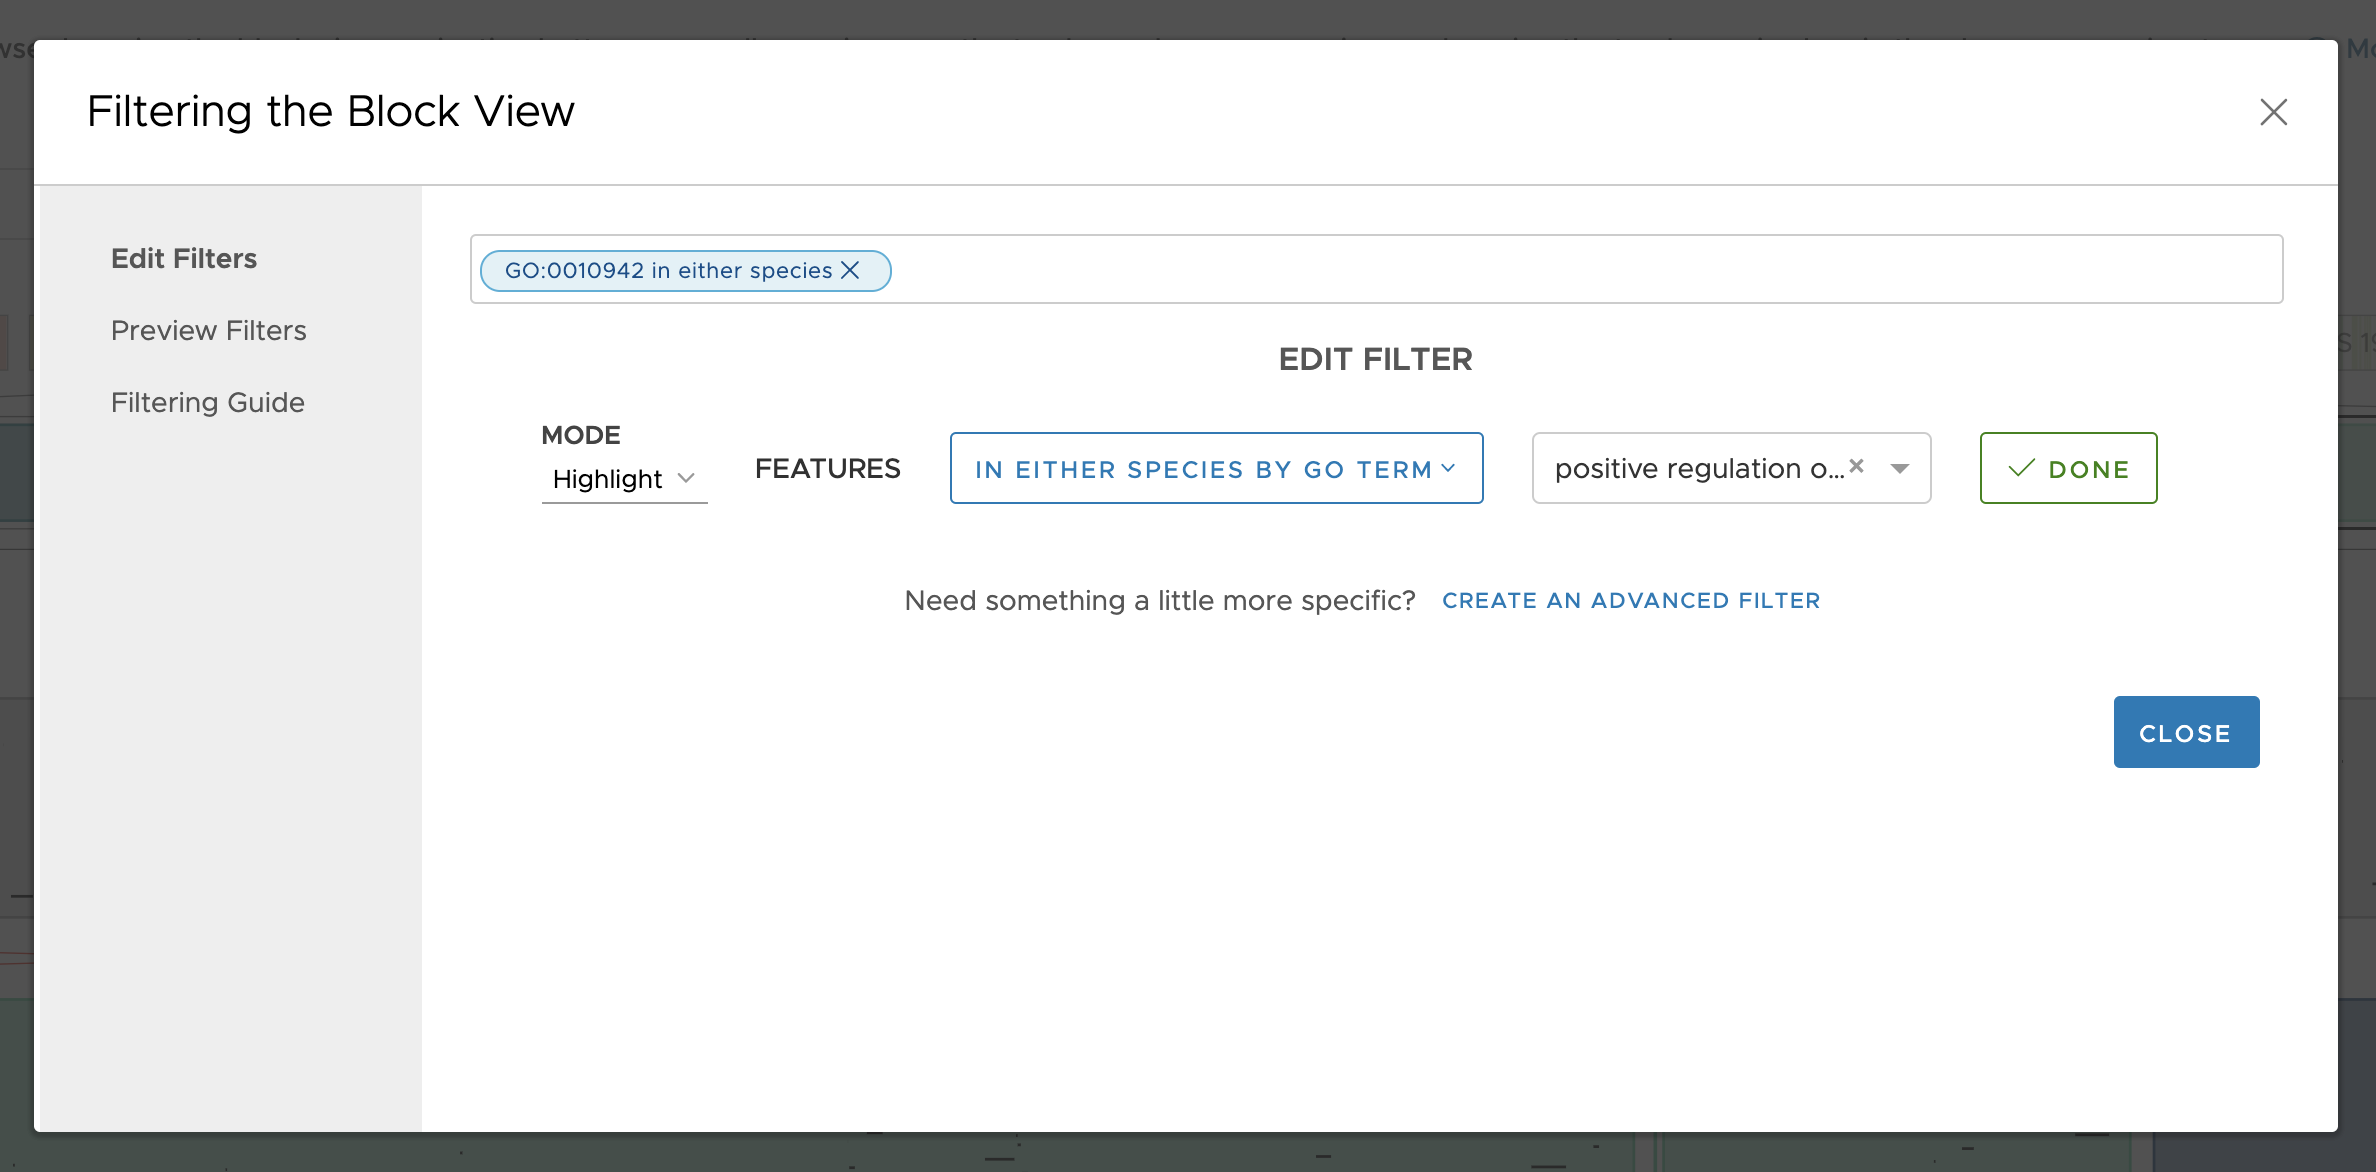 Filtering the Block View
Edit Filters
Preview Filters
Filtering Guide
GO:0010942 in either species
EDIT FILTER
MODE
Highlight
FEATURES
IN EITHER SPECIES BY GO TERM
positive regulation o...
DONE
Need something a little more specific? CREATE AN ADVANCED FILTER
CLOSE